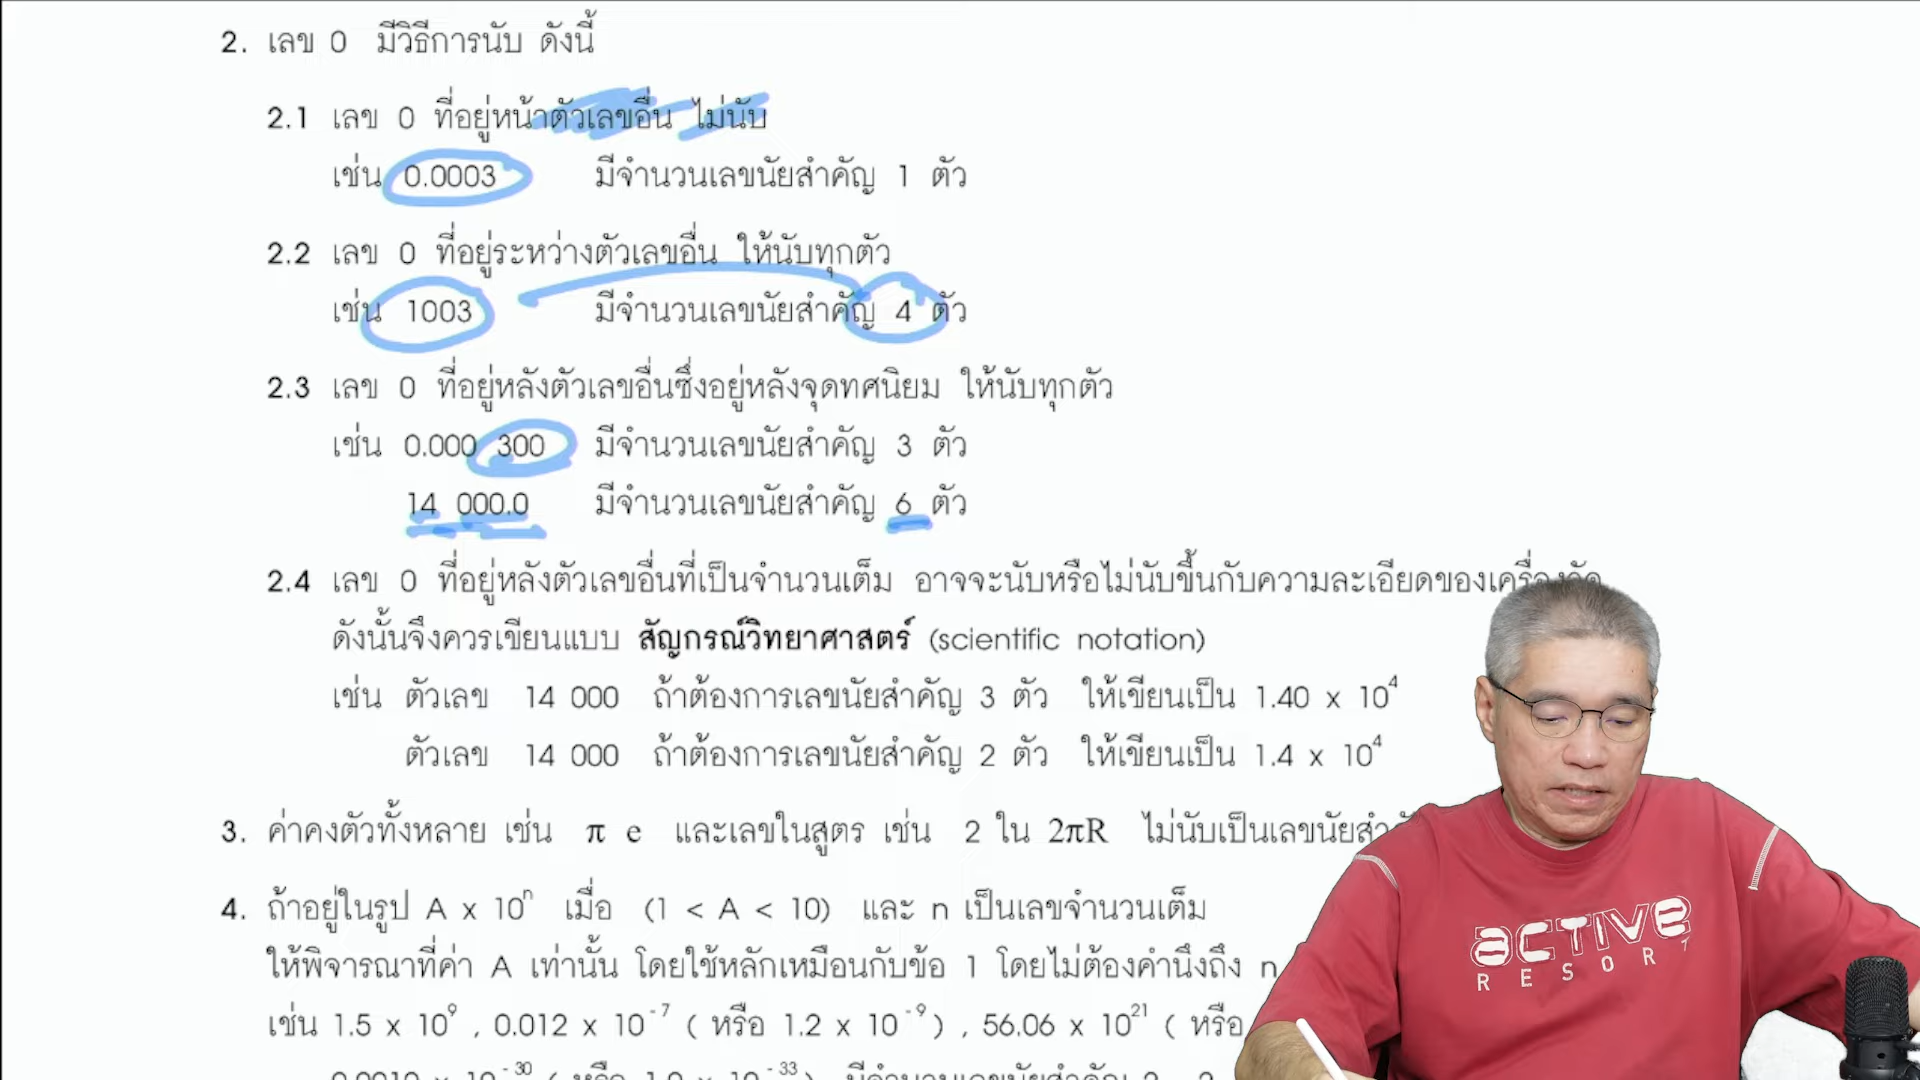 2. เลข 0 มีวิธีการนับ ดังนี้
2.1 เลข 0 ที่อยู่หน้าตัวเลขอื่น ไม่นับ
เช่น 0.0003 มีจำนวนเลขนัยสำคัญ 1 ตัว
2.2 เลข 0 ที่อยู่ระหว่างตัวเลขอื่น ให้นับทุกตัว
เช่น 1003 มีจำนวนเลขนัยสำคัญ 4 ตัว
2.3 เลข 0 ที่อยู่หลังตัวเลขอื่นซึ่งอยู่หลังจุดทศนิยม ให้นับทุกตัว
เช่น 0.000 300 มีจำนวนเลขนัยสำคัญ 3 ตัว
14 000.0 มีจำนวนเลขนัยสำคัญ 6 ตัว
2.4 เลข 0 ที่อยู่หลังตัวเลขอื่นที่เป็นจำนวนเต็ม อาจจะนับหรือไม่นับขึ้นกับความละเอียดของเครื่องวัด
ดังนั้นจึงควรเขียนแบบ สัญกรณ์วิทยาศาสตร์ (scientific notation)
เช่น ตัวเลข 14 000 ถ้าต้องการเลขนัยสำคัญ 3 ตัว ให้เขียนเป็น 1.40 x 10⁴
ตัวเลข 14 000 ถ้าต้องการเลขนัยสำคัญ 2 ตัว ให้เขียนเป็น 1.4 x 10⁴
3. ค่าคงตัวทั้งหลาย เช่น π e และเลขในสูตร เช่น 2 ใน 2πR ไม่นับเป็นเลขนัยสำคั
4. ถ้าอยู่ในรูป A x 10ⁿ เมื่อ (1 < A < 10) และ n เป็นเลขจำนวนเต็ม
ให้พิจารณาที่ค่า A เท่านั้น โดยใช้หลักเหมือนกับข้อ 1 โดยไม่ต้องคำนึงถึง n
เช่น 1.5 x 10⁹ , 0.012 x 10⁻⁷ ( หรือ 1.2 x 10⁻⁹ ) , 56.06 x 10²¹ ( หรือ
ACTIVE
RESORT